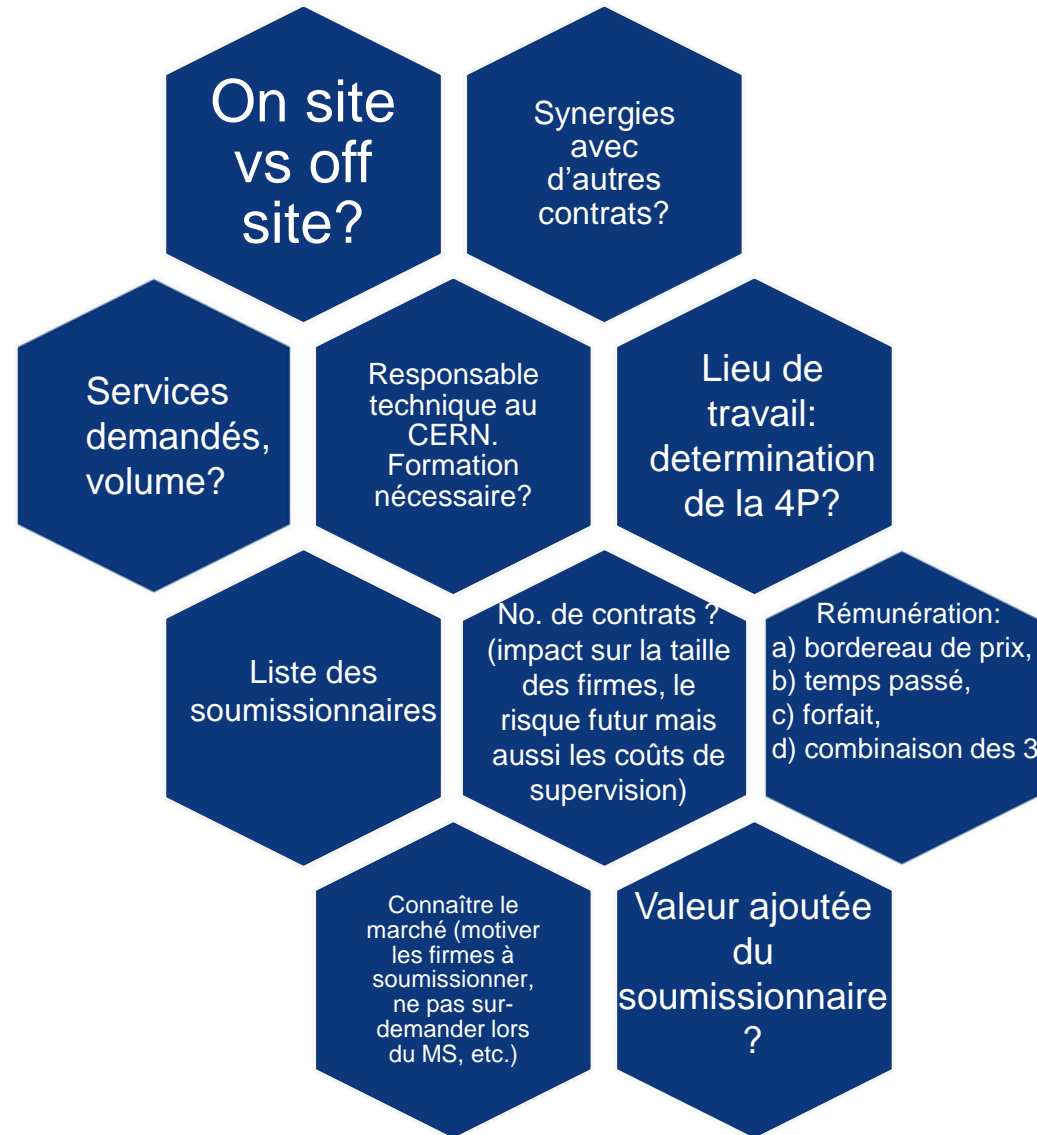 On site
vs off
site?
Synergies
avec
d’autres
contrats?
Services
demandés,
volume?
Responsable
technique au
CERN.
Formation
nécessaire?
Lieu de
travail:
determination
de la 4P?
Liste des
soumissionnaires
No. de contrats ?
(impact sur la taille
des firmes, le
risque futur mais
aussi les coûts de
supervision)
Rémunération:
a) bordereau de prix,
b) temps passé,
c) forfait,
d) combinaison des 3
Connaître le
marché (motiver
les firmes à
soumissionner,
ne pas sur-
demander lors
du MS, etc.)
Valeur ajoutée
du
soumissionnaire
?